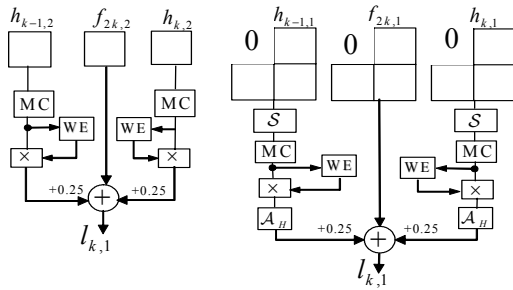 h_{k-1,2} f_{2k,2} h_{k,2} h_{k-1,1} f_{2k,1} h_{k,1}
0 0 0
MC MC S S
WE WE MC MC
× × WE WE
× ×
+0.25 + +0.25 A_H A_H
l_{k,1} +0.25 + +0.25
l_{k,1}